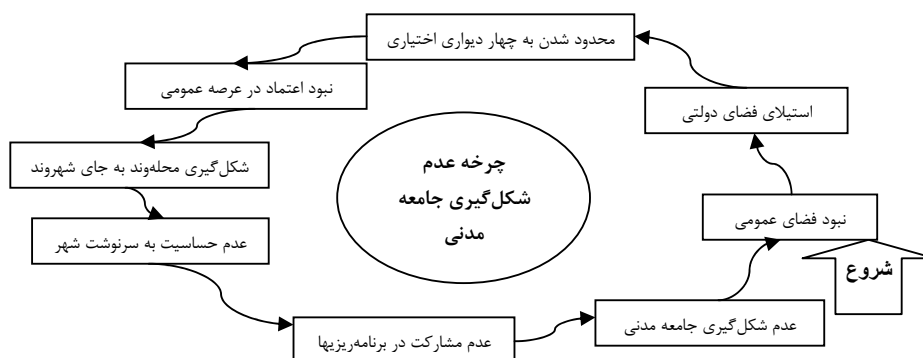 محدود شدن به چهار دیواری اختیاری
نبود اعتماد در عرصه عمومی
استیلای فضای دولتی
شکل‌گیری محله‌وند به جای شهروند
چرخه عدم
شکل‌گیری جامعه
مدنی
نبود فضای عمومی
عدم حساسیت به سرنوشت شهر
شروع
عدم شکل‌گیری جامعه مدنی
عدم مشارکت در برنامه‌ریزیها